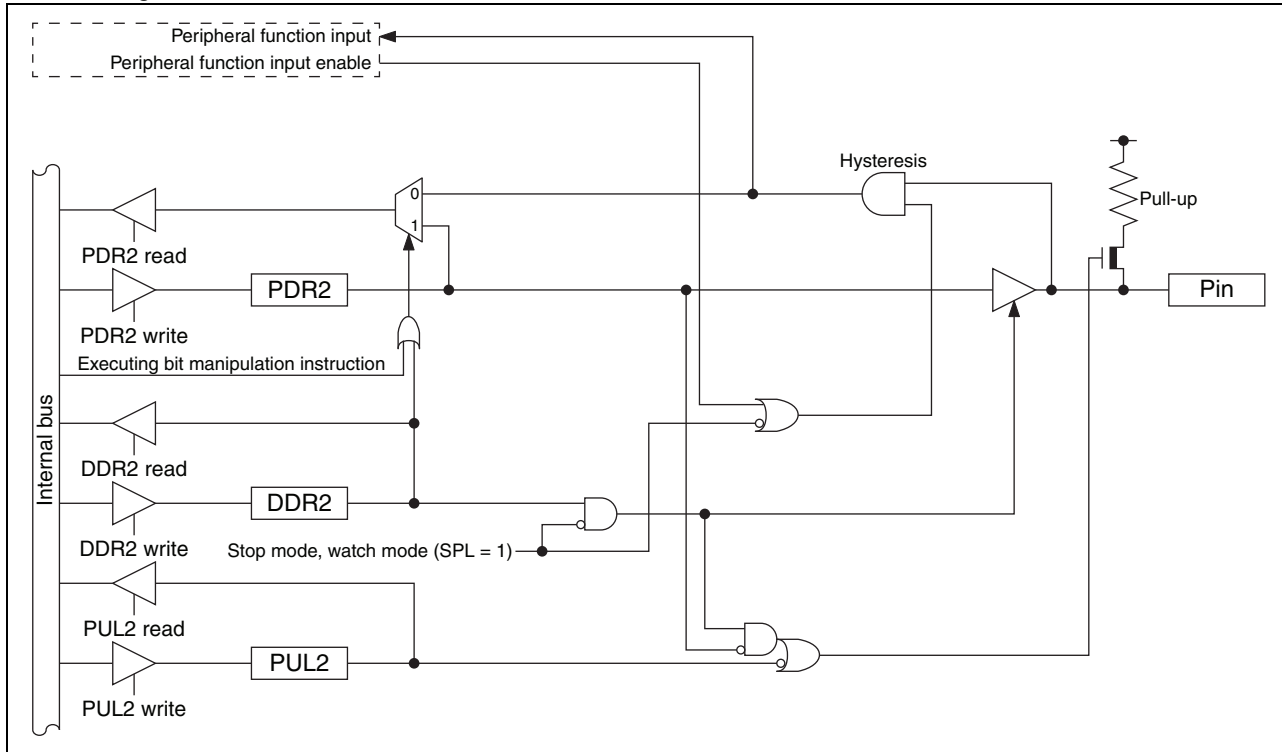 Peripheral function input
Peripheral function input enable
Hysteresis
0
Pull-up
1
PDR2 read
PDR2
Pin
PDR2 write
Executing bit manipulation instruction
Internal bus
DDR2 read
DDR2
DDR2 write
Stop mode, watch mode (SPL = 1)
PUL2 read
PUL2
PUL2 write